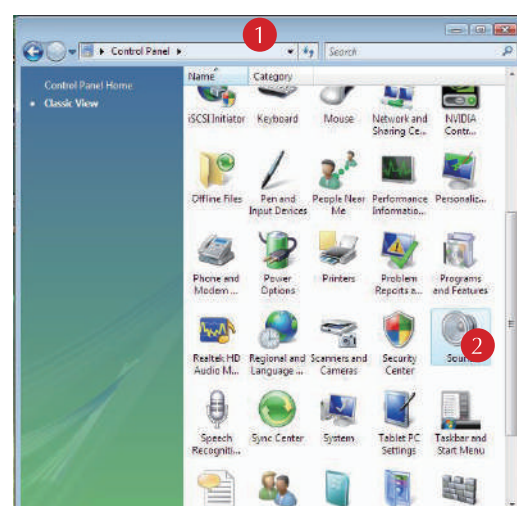 1
Control Panel
Search
Control Panel Home
Classic View
Name Category
iSCSI Initiator Keyboard Mouse Network and NVIDIA
Sharing Ce... Contr...
Offline Files Pen and People Near Performance Personaliz...
Input Devices Me Informatio...
Phone and Power Printers Problem Programs
Modem ... Options Reports a... and Features
Realtek HD Regional and Scanners and Security
Audio M... Language ... Cameras Center
2
Speech Sync Center System Tablet PC Taskbar and
Recogniti... Settings Start Menu